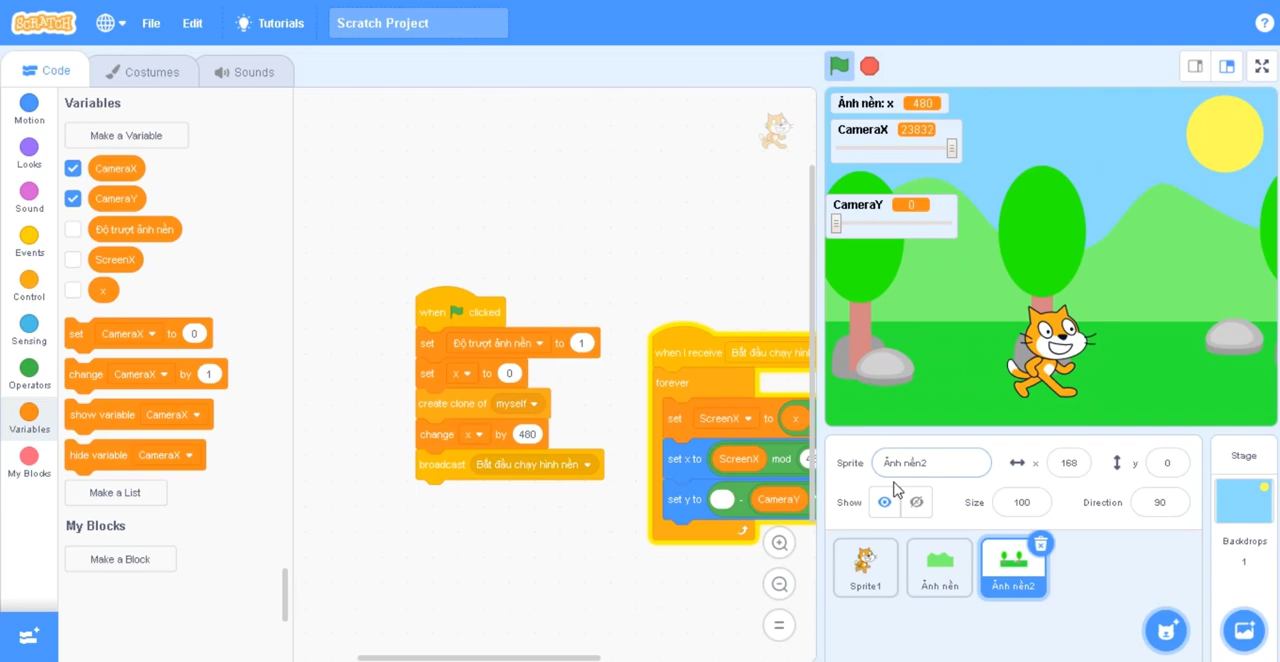 SCRATCH File Edit Tutorials Scratch Project ?
Code Costumes Sounds
Motion
Looks
Sound
Events
Control
Sensing
Operators
Variables
My Blocks
Variables
Make a Variable
CameraX
CameraY
Độ trượt ảnh nền
ScreenX
x
set CameraX to 0
change CameraX by 1
show variable CameraX
hide variable CameraX
Make a List
My Blocks
Make a Block
when clicked
set Độ trượt ảnh nền to 1
set x to 0
create clone of myself
change x by 480
broadcast Bắt đầu chạy hình nền
when I receive Bắt đầu chạy hình
forever
set ScreenX to x
set x to ScreenX mod
set y to - CameraY
Ảnh nền: x 480
CameraX 23832
CameraY 0
Sprite Ảnh nền2 x 168 y 0
Show Size 100 Direction 90
Sprite1 Ảnh nền Ảnh nền2
Stage
Backdrops
1